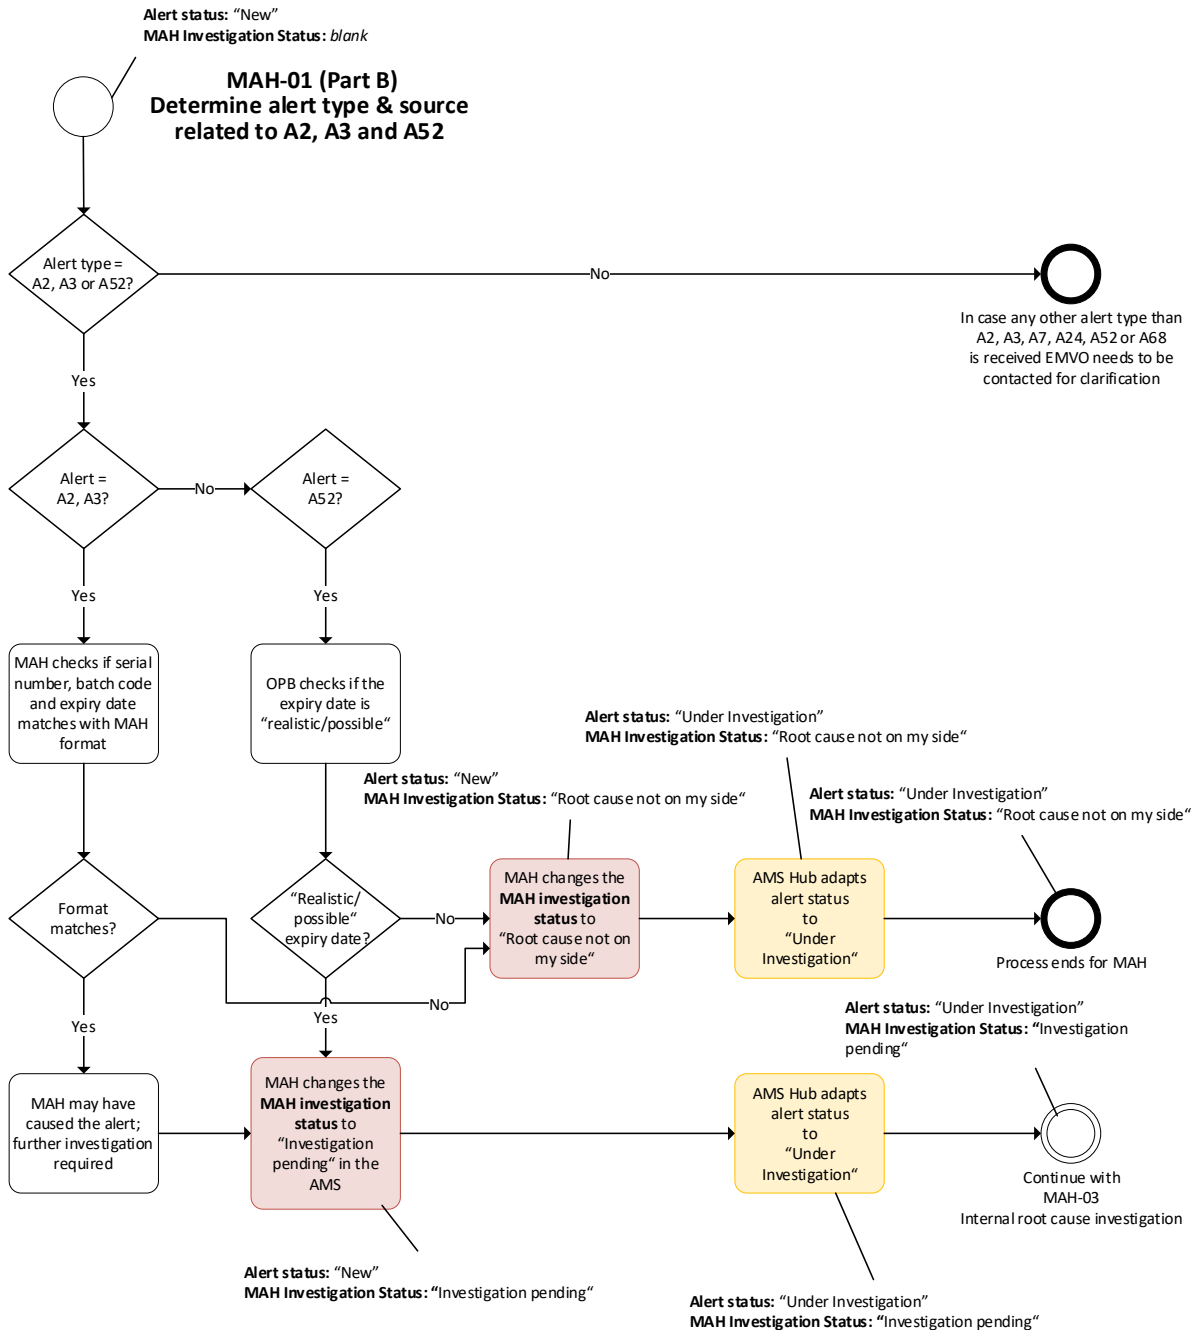 Alert status: “New”
MAH Investigation Status: blank
MAH-01 (Part B)
Determine alert type & source
related to A2, A3 and A52
Alert type =
A2, A3 or A52?
No
In case any other alert type than
A2, A3, A7, A24, A52 or A68
is received EMVO needs to be
contacted for clarification
Yes
Alert =
A2, A3?
No
Alert =
A52?
Yes
Yes
MAH checks if serial
number, batch code
and expiry date
matches with MAH
format
OPB checks if the
expiry date is
“realistic/possible“
Alert status: “Under Investigation”
MAH Investigation Status: “Root cause not on my side“
Alert status: “New”
MAH Investigation Status: “Root cause not on my side“
Alert status: “Under Investigation”
MAH Investigation Status: “Root cause not on my side“
Format
matches?
“Realistic/
possible“
expiry date?
No
MAH changes the
MAH investigation
status to
“Root cause not on
my side“
AMS Hub adapts
alert status
to
“Under
Investigation“
Process ends for MAH
No
Yes
Yes
Alert status: “Under Investigation”
MAH Investigation Status: “Investigation
pending“
MAH may have
caused the alert;
further investigation
required
MAH changes the
MAH investigation
status to
“Investigation
pending“ in the
AMS
AMS Hub adapts
alert status
to
“Under
Investigation“
Continue with
MAH-03
Internal root cause investigation
Alert status: “New”
MAH Investigation Status: “Investigation pending“
Alert status: “Under Investigation”
MAH Investigation Status: “Investigation pending“